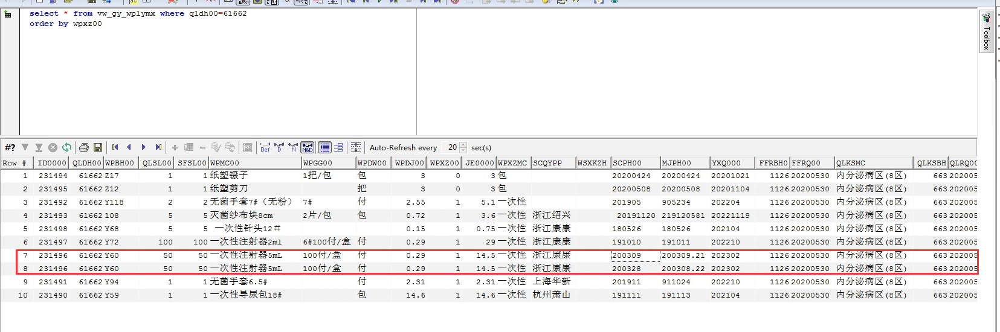 select * from vw_gy_wplymx where qldh00=61662
order by wpxz00
Toolbox
#? Def D N N&D Auto-Refresh every 20 sec(s)
Row # ID0000 QLDH00 WPBH00 QLSL00 SFSL00 WPMC00 WPGG00 WPDW00 WPDJ00 WPXZ00 JE0000 WPXZMC SCQYPP WSXKZH SCPH00 MJPH00 YXQ000 FFRBH0 FFRQ00 QLKSMC QLKSBH QLRQ00
1 231494 61662 Z17 1 1 纸塑镊子 1把/包 包 3 0 3 包 20200424 20200424 20201021 1126 20200530 内分泌病区(8区) 663 202005
2 231495 61662 Z12 1 1 纸塑剪刀 把 3 0 3 包 20200508 20200508 20201104 1126 20200530 内分泌病区(8区) 663 202005
3 231492 61662 Y118 2 2 无菌手套7#（无粉） 7# 付 2.55 1 5.1 一次性 201905 905234 202204 1126 20200530 内分泌病区(8区) 663 202005
4 231493 61662 108 5 5 灭菌纱布块8cm 2片/包 包 0.72 1 3.6 一次性 浙江绍兴 20191120 219120581 20221119 1126 20200530 内分泌病区(8区) 663 202005
5 231498 61662 Y68 5 5 一次性针头12＃ 0.15 1 0.75 一次性 浙江康康 180526 180526 202104 1126 20200530 内分泌病区(8区) 663 202005
6 231497 61662 Y72 100 100 一次性注射器2ml 6#100付/盒 付 0.29 1 29 一次性 浙江康康 191010 191011 202210 1126 20200530 内分泌病区(8区) 663 202005
7 231496 61662 Y60 50 50 一次性注射器5mL 100付/盒 付 0.29 1 14.5 一次性 浙江康康 200309 200309.21 202302 1126 20200530 内分泌病区(8区) 663 202005
8 231496 61662 Y60 50 50 一次性注射器5mL 100付/盒 付 0.29 1 14.5 一次性 浙江康康 200328 200308.22 202302 1126 20200530 内分泌病区(8区) 663 202005
9 231491 61662 Y94 1 1 无菌手套6.5# 付 2.31 1 2.31 一次性 上海华新 201911 911024 202210 1126 20200530 内分泌病区(8区) 663 202005
10 231490 61662 Y59 1 1 一次性导尿包18# 包 14.6 1 14.6 一次性 杭州萧山 191111 191113 202104 1126 20200530 内分泌病区(8区) 663 202005